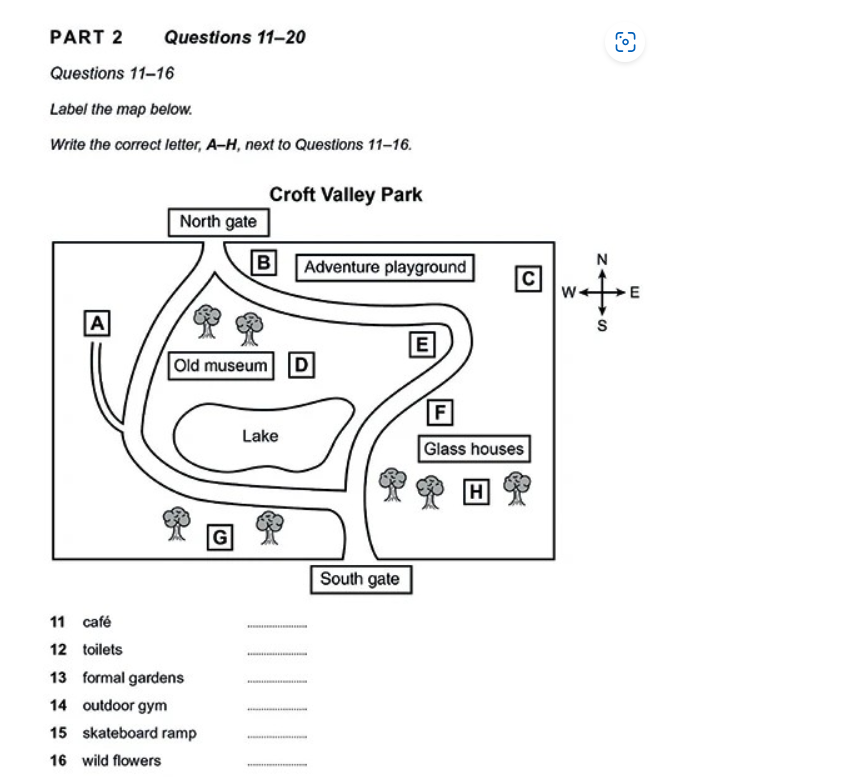 PART 2 Questions 11–20
Questions 11–16
Label the map below.
Write the correct letter, A–H, next to Questions 11–16.
Croft Valley Park
North gate
B
Adventure playground
C
N
W E
S
A
E
Old museum
D
F
Lake
Glass houses
H
G
South gate
11 café ....................
12 toilets ....................
13 formal gardens ....................
14 outdoor gym ....................
15 skateboard ramp ....................
16 wild flowers ....................